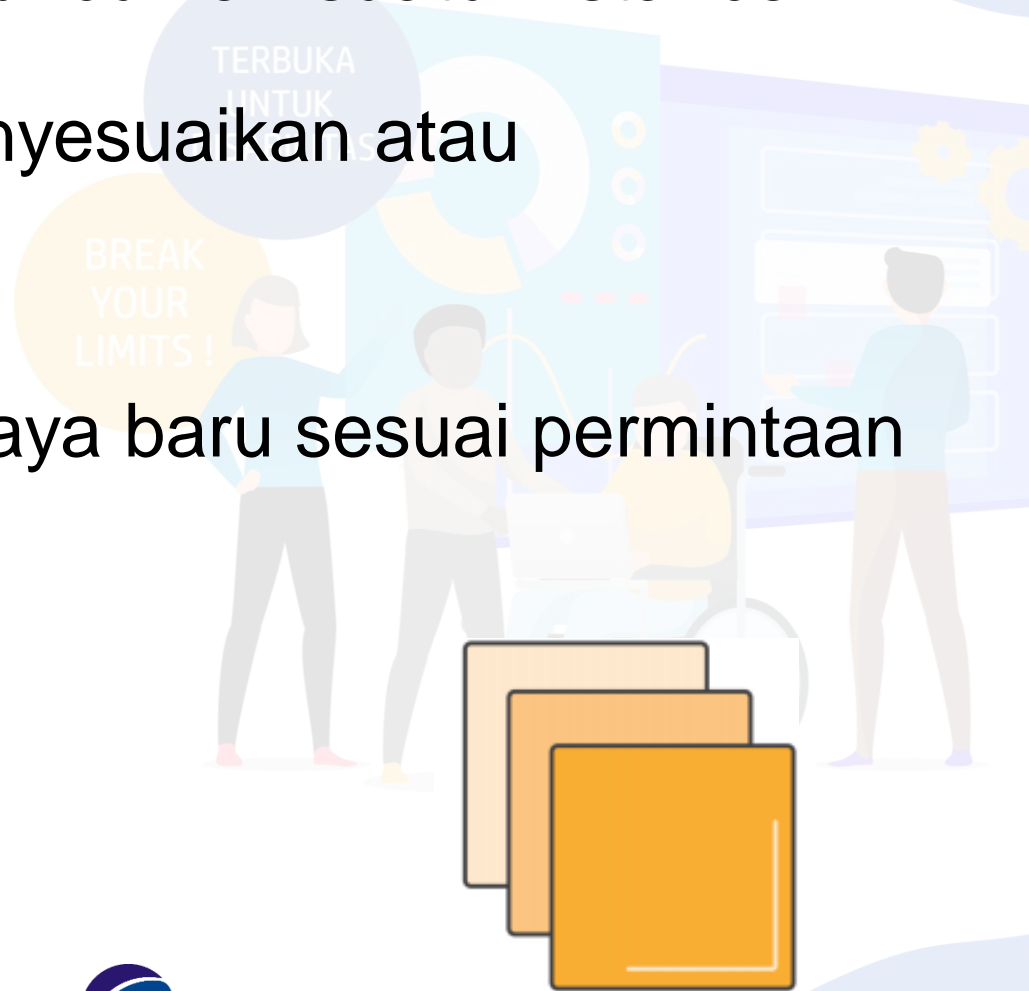 TERBUKA
UNTUK
nyesuaikan atau
BREAK
YOUR
LIMITS !
aya baru sesuai permintaan